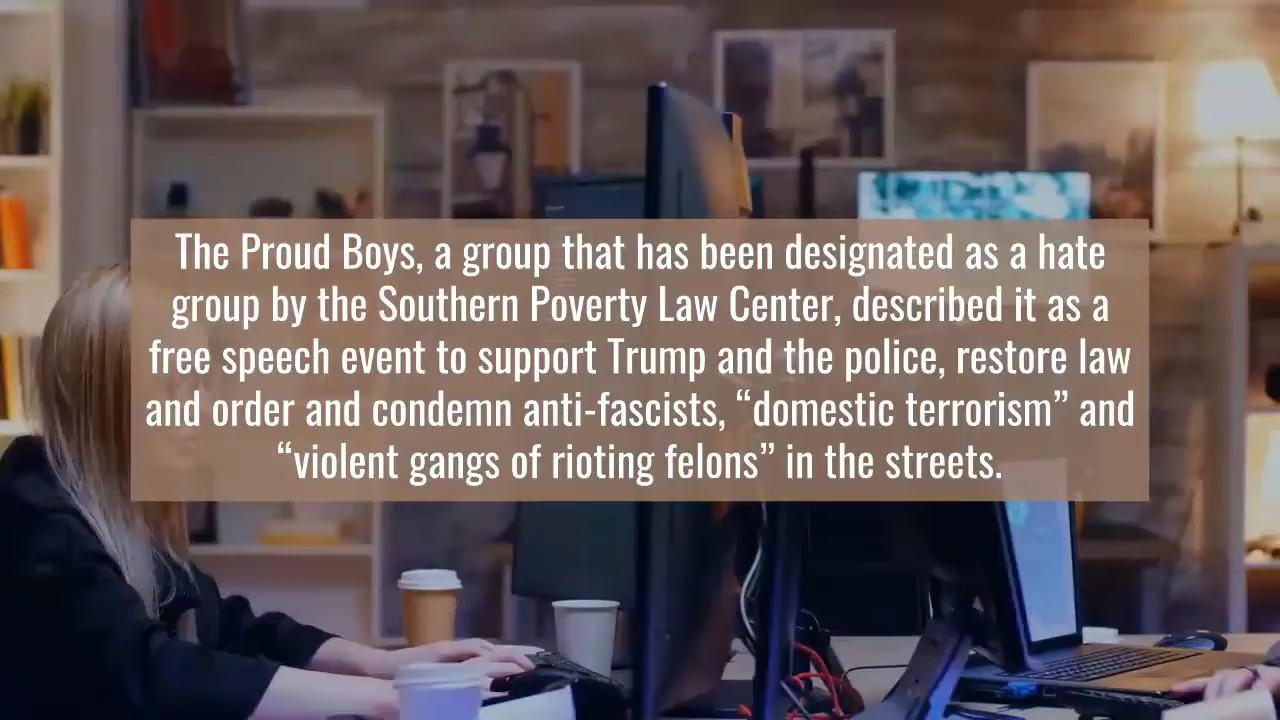 The Proud Boys, a group that has been designated as a hate
group by the Southern Poverty Law Center, described it as a
free speech event to support Trump and the police, restore law
and order and condemn anti-fascists, “domestic terrorism” and
“violent gangs of rioting felons” in the streets.